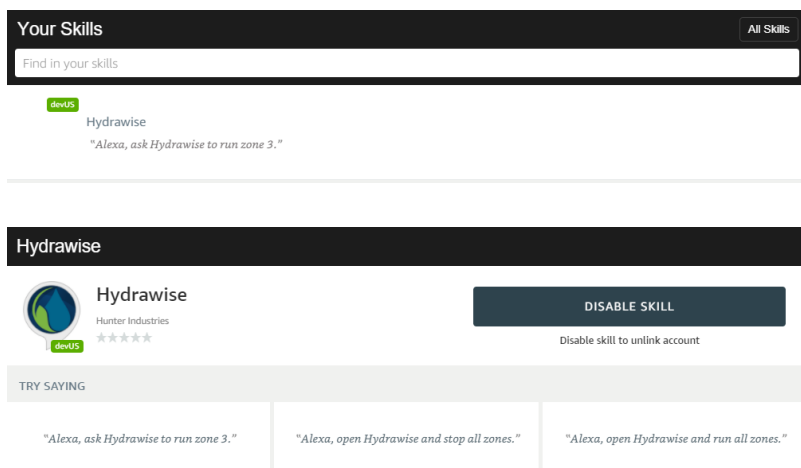 Your Skills
All Skills
Find in your skills
devUS
Hydrawise
"Alexa, ask Hydrawise to run zone 3."
Hydrawise
Hydrawise
Hunter Industries
devUS
DISABLE SKILL
Disable skill to unlink account
TRY SAYING
"Alexa, ask Hydrawise to run zone 3."
"Alexa, open Hydrawise and stop all zones."
"Alexa, open Hydrawise and run all zones."